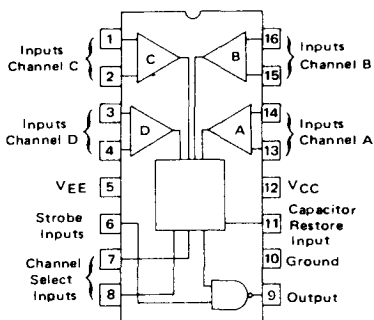 Inputs
Channel C
1
2
C
B
16
15
Inputs
Channel B
Inputs
Channel D
3
4
D
A
14
13
Inputs
Channel A
VEE
5
12
VCC
Strobe
Inputs
6
11
Capacitor
Restore
Input
Channel
Select
Inputs
7
8
10
Ground
9
Output